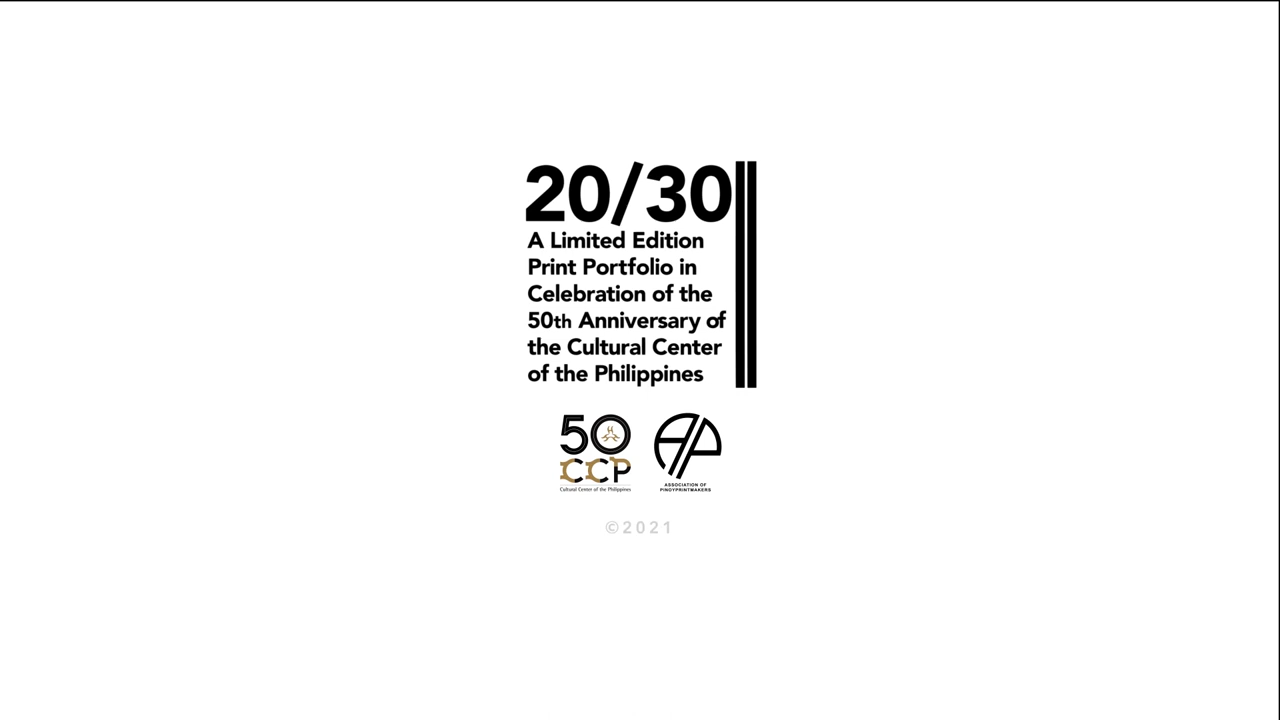 20/30
A Limited Edition
Print Portfolio in
Celebration of the
50th Anniversary of
the Cultural Center
of the Philippines
50
CCP
Cultural Center of the Philippines
AP
ASSOCIATION OF
PINOYPRINTMAKERS
©2021